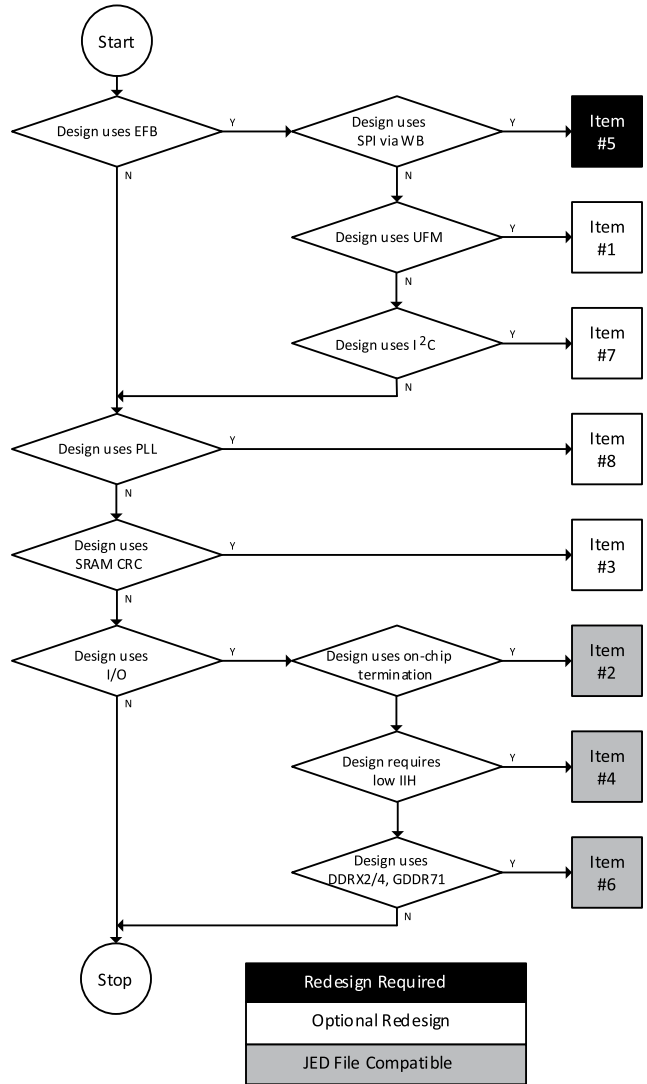 Start
Design uses EFB
Y
N
Design uses
SPI via WB
Y
N
Item
#5
Design uses UFM
Y
N
Item
#1
Design uses I²C
Y
N
Item
#7
Design uses PLL
Y
N
Item
#8
Design uses
SRAM CRC
Y
N
Item
#3
Design uses
I/O
Y
N
Design uses on-chip
termination
Y
Item
#2
Design requires
low IIH
Y
Item
#4
Design uses
DDRX2/4, GDDR71
Y
N
Item
#6
Stop
Redesign Required
Optional Redesign
JED File Compatible